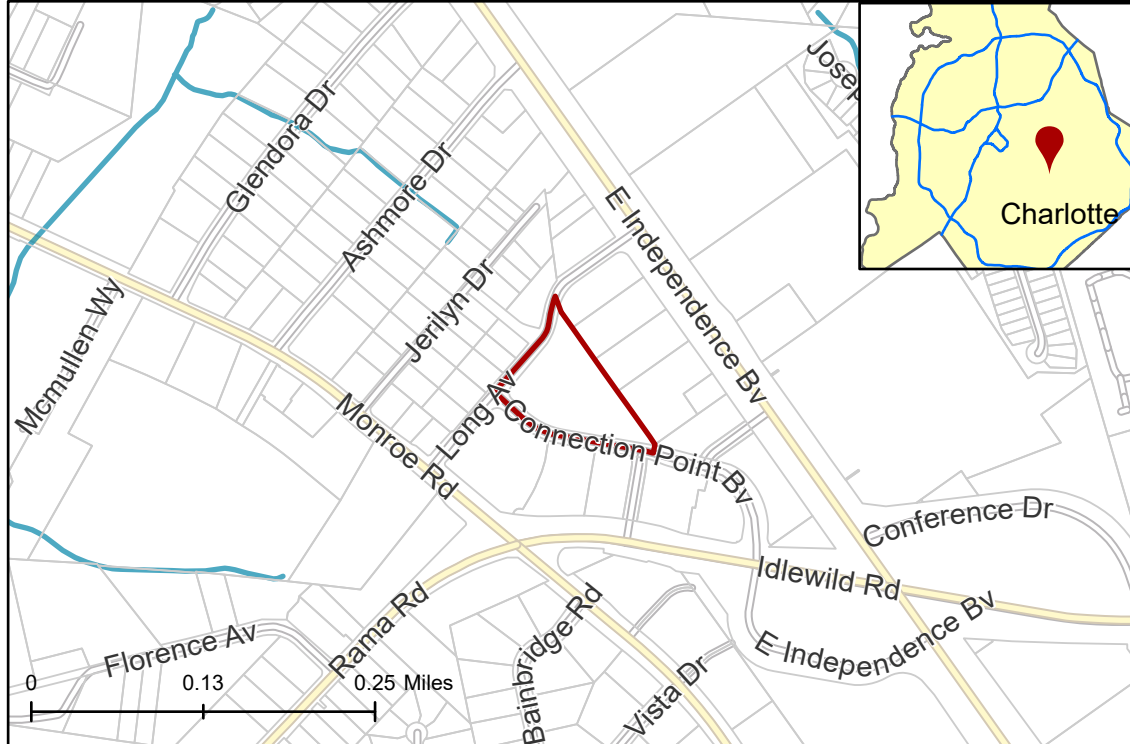 Josep
Glendora Dr
Ashmore Dr
E Independence Bv
Charlotte
Jerilyn Dr
Mcmullen Wy
Long Av
Monroe Rd
Connection Point Bv
Conference Dr
Idlewild Rd
Rama Rd
Bainbridge Rd
E Independence Bv
Florence Av
Vista Dr
0 0.13 0.25 Miles